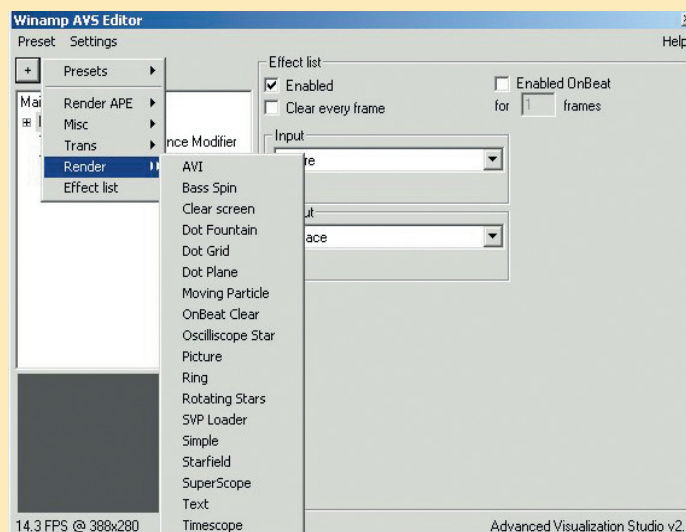 Winamp AVS Editor
Preset Settings Help
+
Presets
Render APE
Misc
Trans
Render
Effect list
Mai
nce Modifier
AVI
Bass Spin
Clear screen
Dot Fountain
Dot Grid
Dot Plane
Moving Particle
OnBeat Clear
Oscilliscope Star
Picture
Ring
Rotating Stars
SVP Loader
Simple
Starfield
SuperScope
Text
Timescope
Effect list
Enabled
Clear every frame
Enabled OnBeat
for 1 frames
Input
re
ut
ace
14.3 FPS @ 388x280
Advanced Visualization Studio v2.